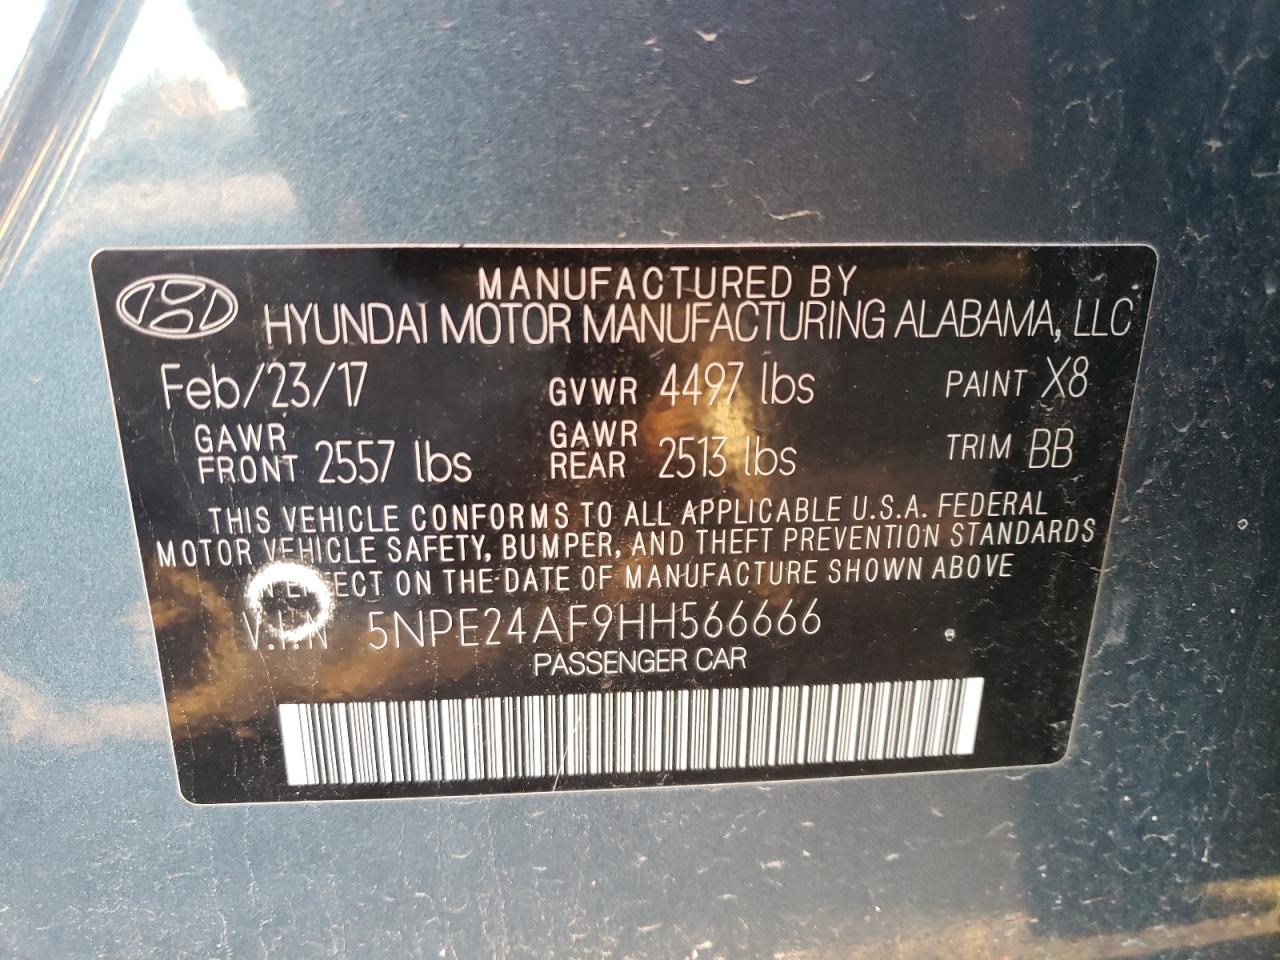 MANUFACTURED BY
HYUNDAI MOTOR MANUFACTURING ALABAMA, LLC
Feb/23/17 GVWR 4497 lbs PAINT X8
GAWR FRONT 2557 lbs GAWR REAR 2513 lbs TRIM BB
THIS VEHICLE CONFORMS TO ALL APPLICABLE U.S.A. FEDERAL
MOTOR VEHICLE SAFETY, BUMPER, AND THEFT PREVENTION STANDARDS
IN EFFECT ON THE DATE OF MANUFACTURE SHOWN ABOVE
V.I.N 5NPE24AF9HH566666
PASSENGER CAR